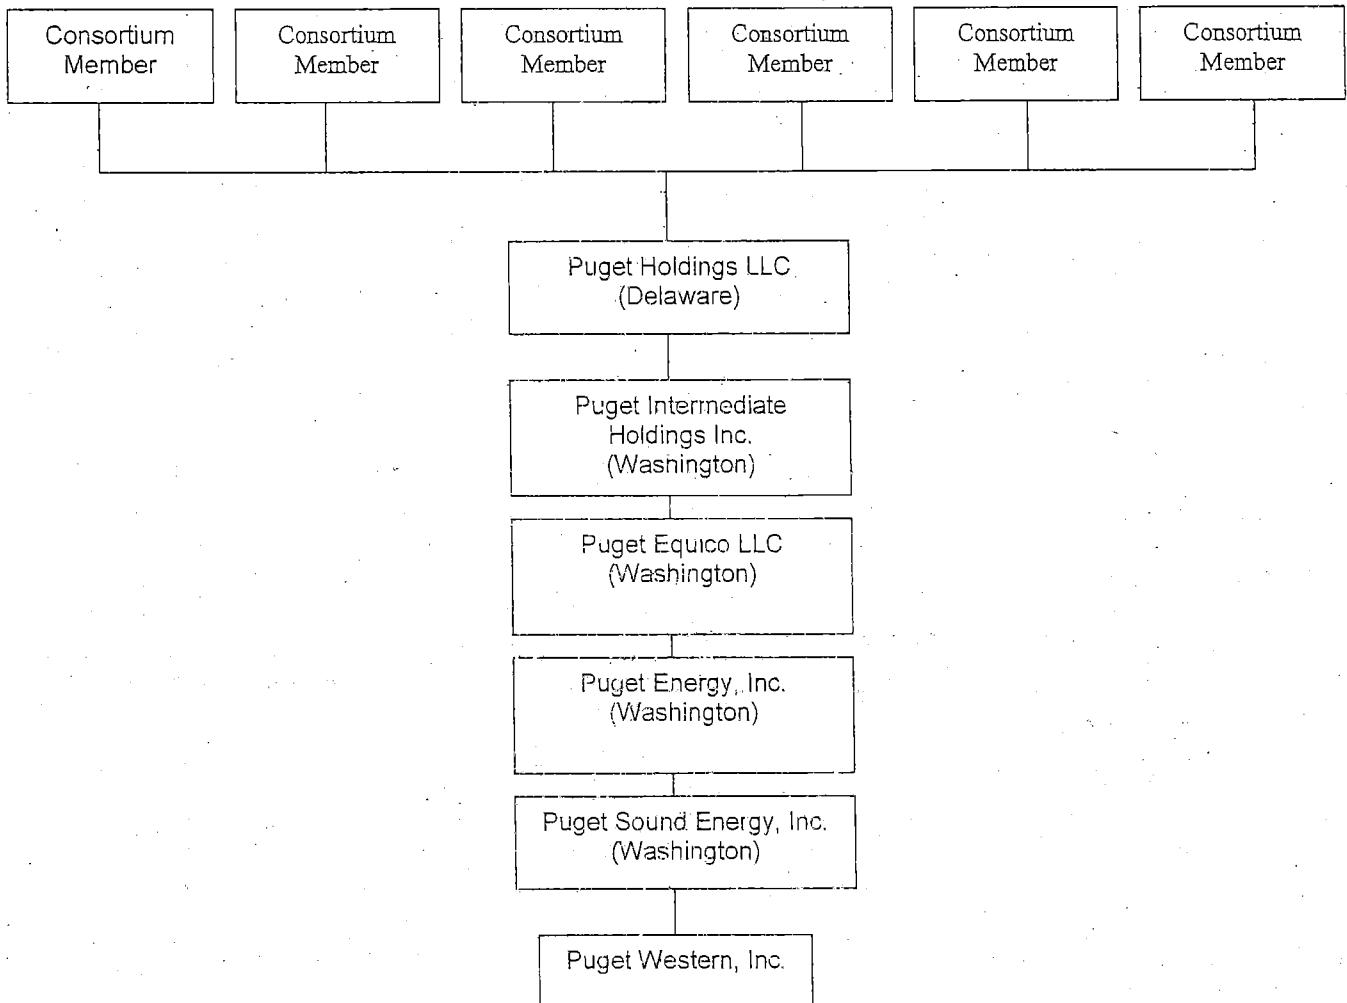 Consortium
Member
Consortium
Member
Consortium
Member
Consortium
Member
Consortium
Member
Consortium
Member
Puget Holdings LLC
(Delaware)
Puget Intermediate
Holdings Inc.
(Washington)
Puget Equico LLC
(Washington)
Puget Energy, Inc.
(Washington)
Puget Sound Energy, Inc.
(Washington)
Puget Western, Inc.